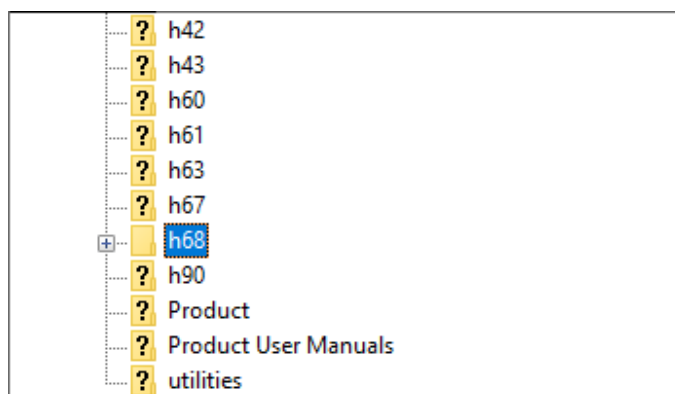 h42
h43
h60
h61
h63
h67
h68
h90
Product
Product User Manuals
utilities